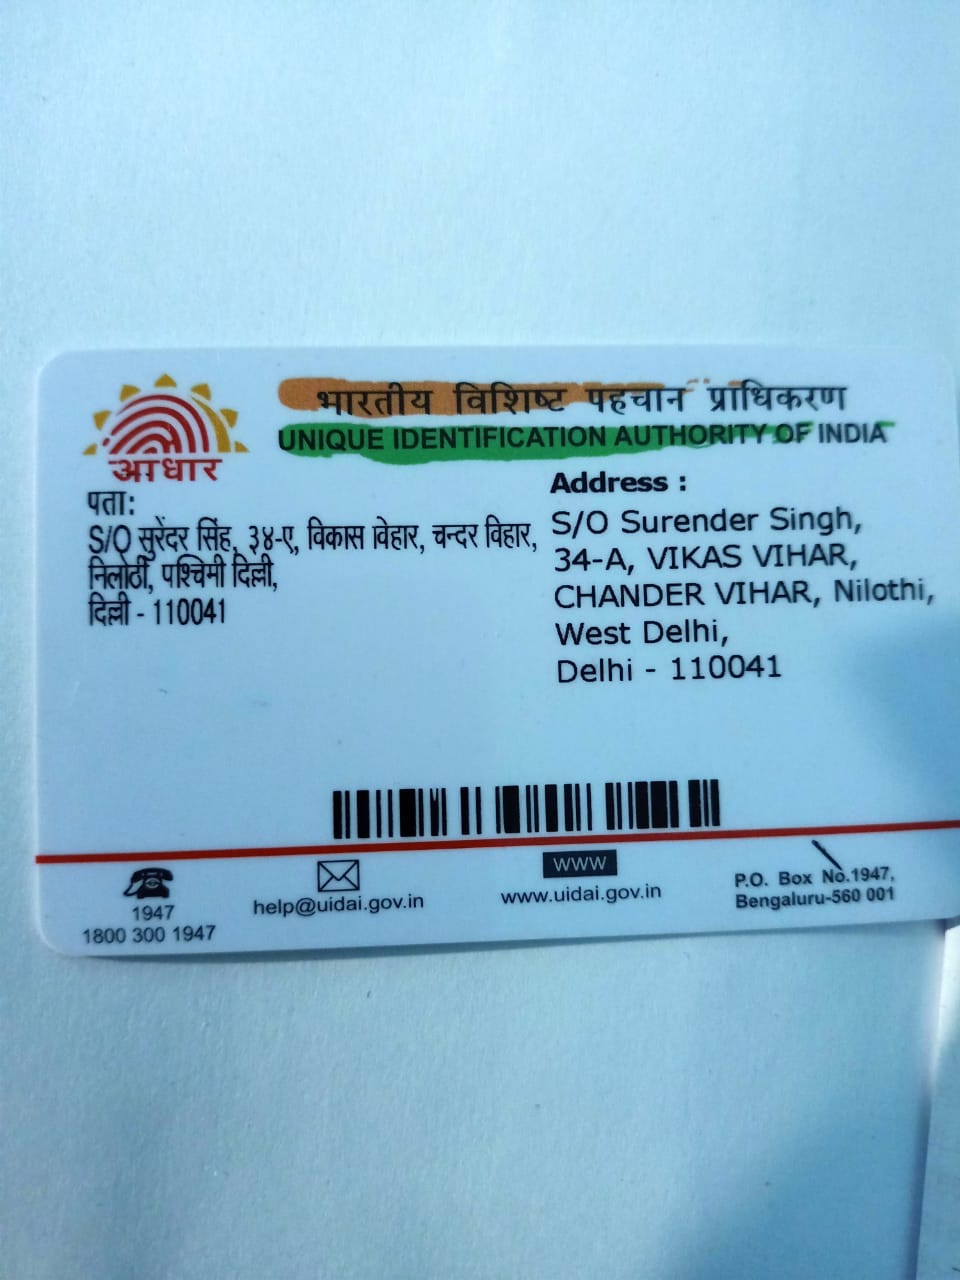 भारतीय विशिष्ट पहचान प्राधिकरण
UNIQUE IDENTIFICATION AUTHORITY OF INDIA
आधार
पता:
S/O सुरेंदर सिंह, ३४-ए, विकास वेहार, चन्दर विहार,
निलोठी, पश्चिमी दिल्ली,
दिल्ली - 110041
Address :
S/O Surender Singh,
34-A, VIKAS VIHAR,
CHANDER VIHAR, Nilothi,
West Delhi,
Delhi - 110041
1947
1800 300 1947
help@uidai.gov.in
WWW
www.uidai.gov.in
P.O. Box No.1947,
Bengaluru-560 001